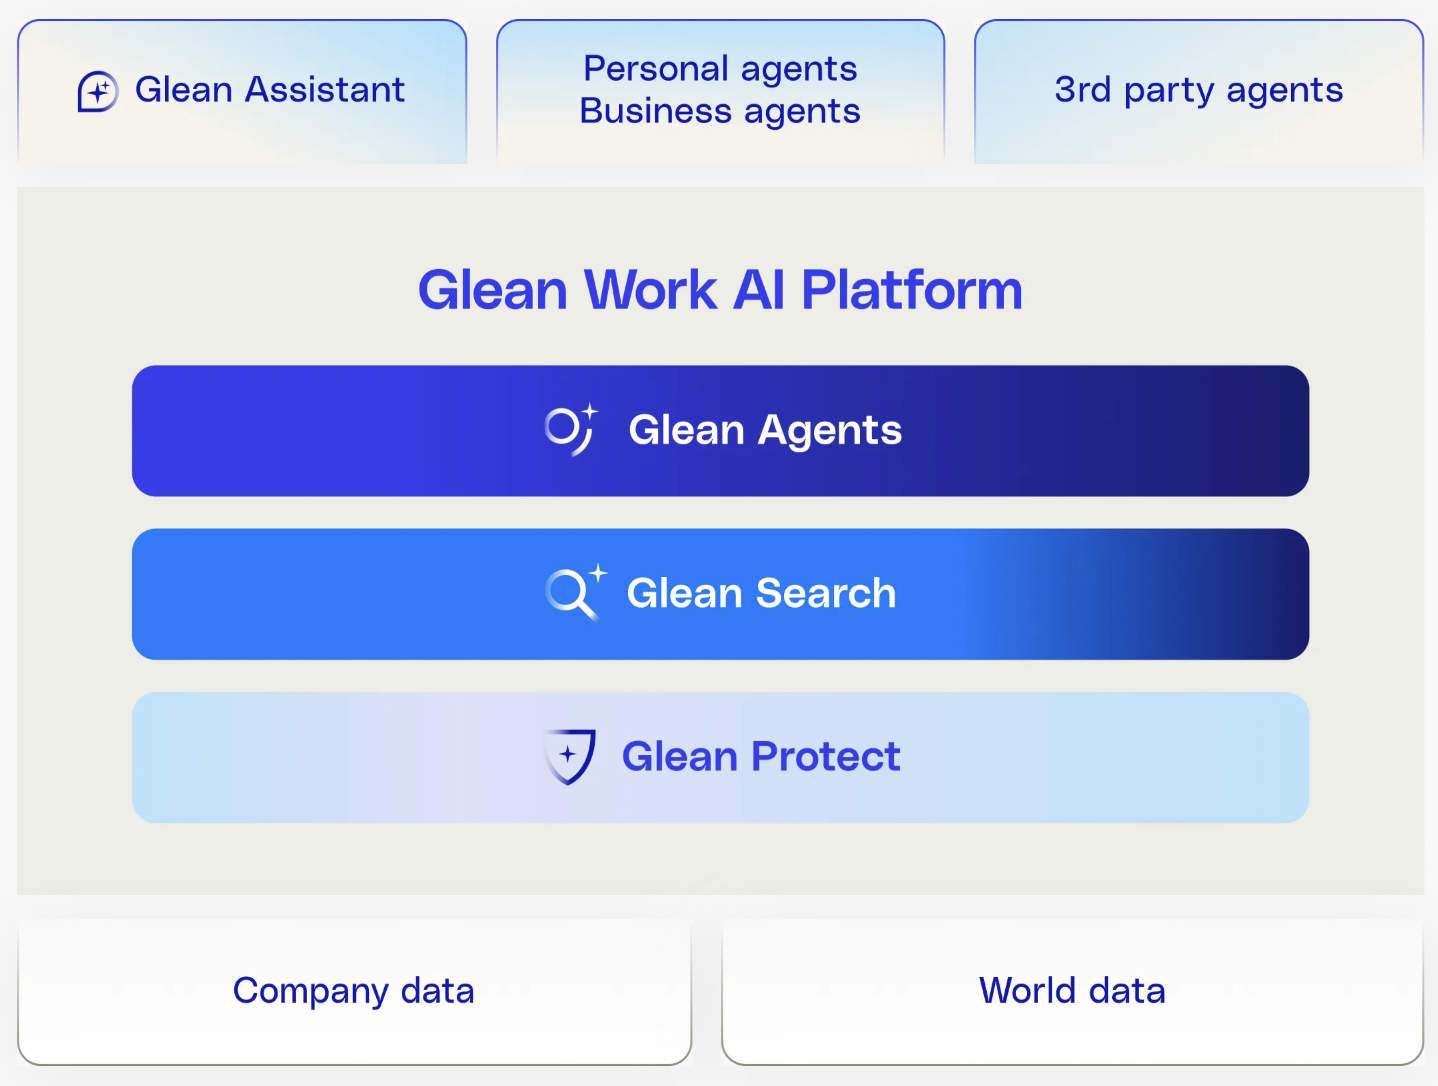 Glean Assistant
Personal agents
Business agents
3rd party agents
Glean Work AI Platform
Glean Agents
Glean Search
Glean Protect
Company data
World data